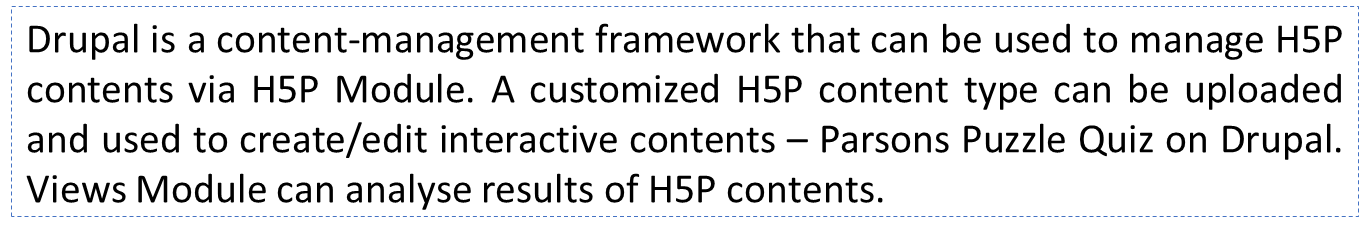 Drupal is a content-management framework that can be used to manage H5P
contents via H5P Module. A customized H5P content type can be uploaded
and used to create/edit interactive contents – Parsons Puzzle Quiz on Drupal.
Views Module can analyse results of H5P contents.